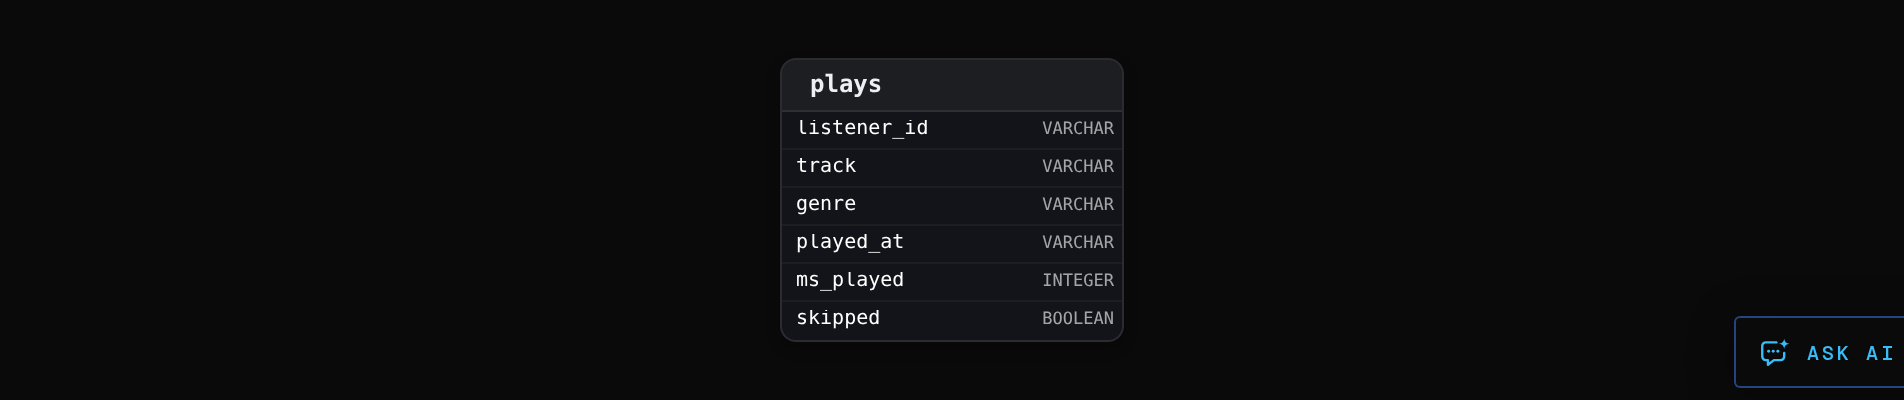 plays
listener_id VARCHAR
track VARCHAR
genre VARCHAR
played_at VARCHAR
ms_played INTEGER
skipped BOOLEAN
ASK AI